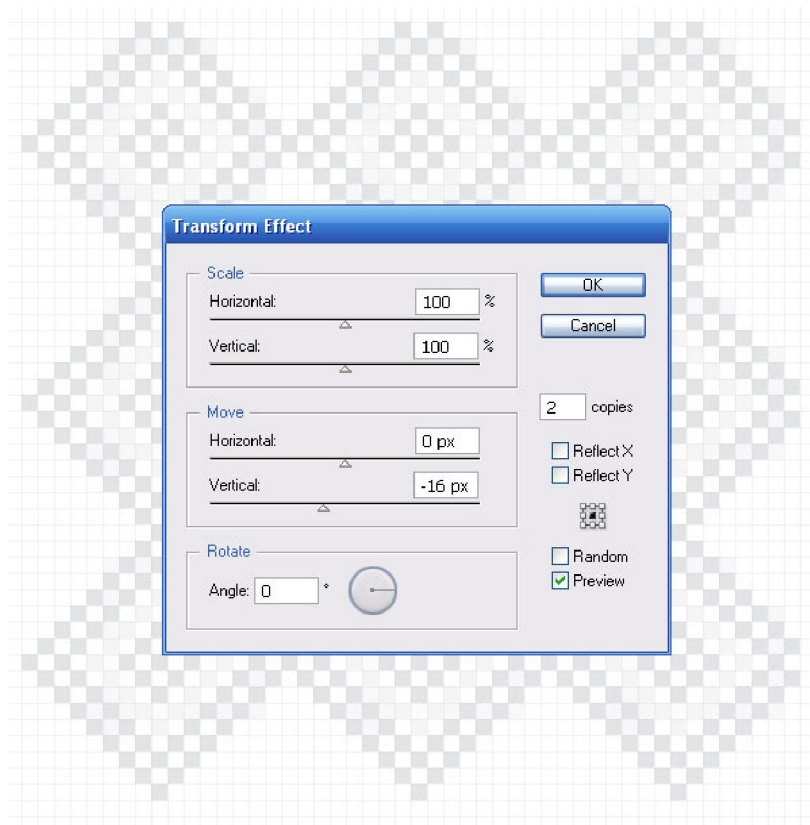 Transform Effect
Scale
Horizontal: 100 %
Vertical: 100 %
Move
Horizontal: 0 px
Vertical: -16 px
Rotate
Angle: 0 °
OK
Cancel
2 copies
Reflect X
Reflect Y
Random
Preview